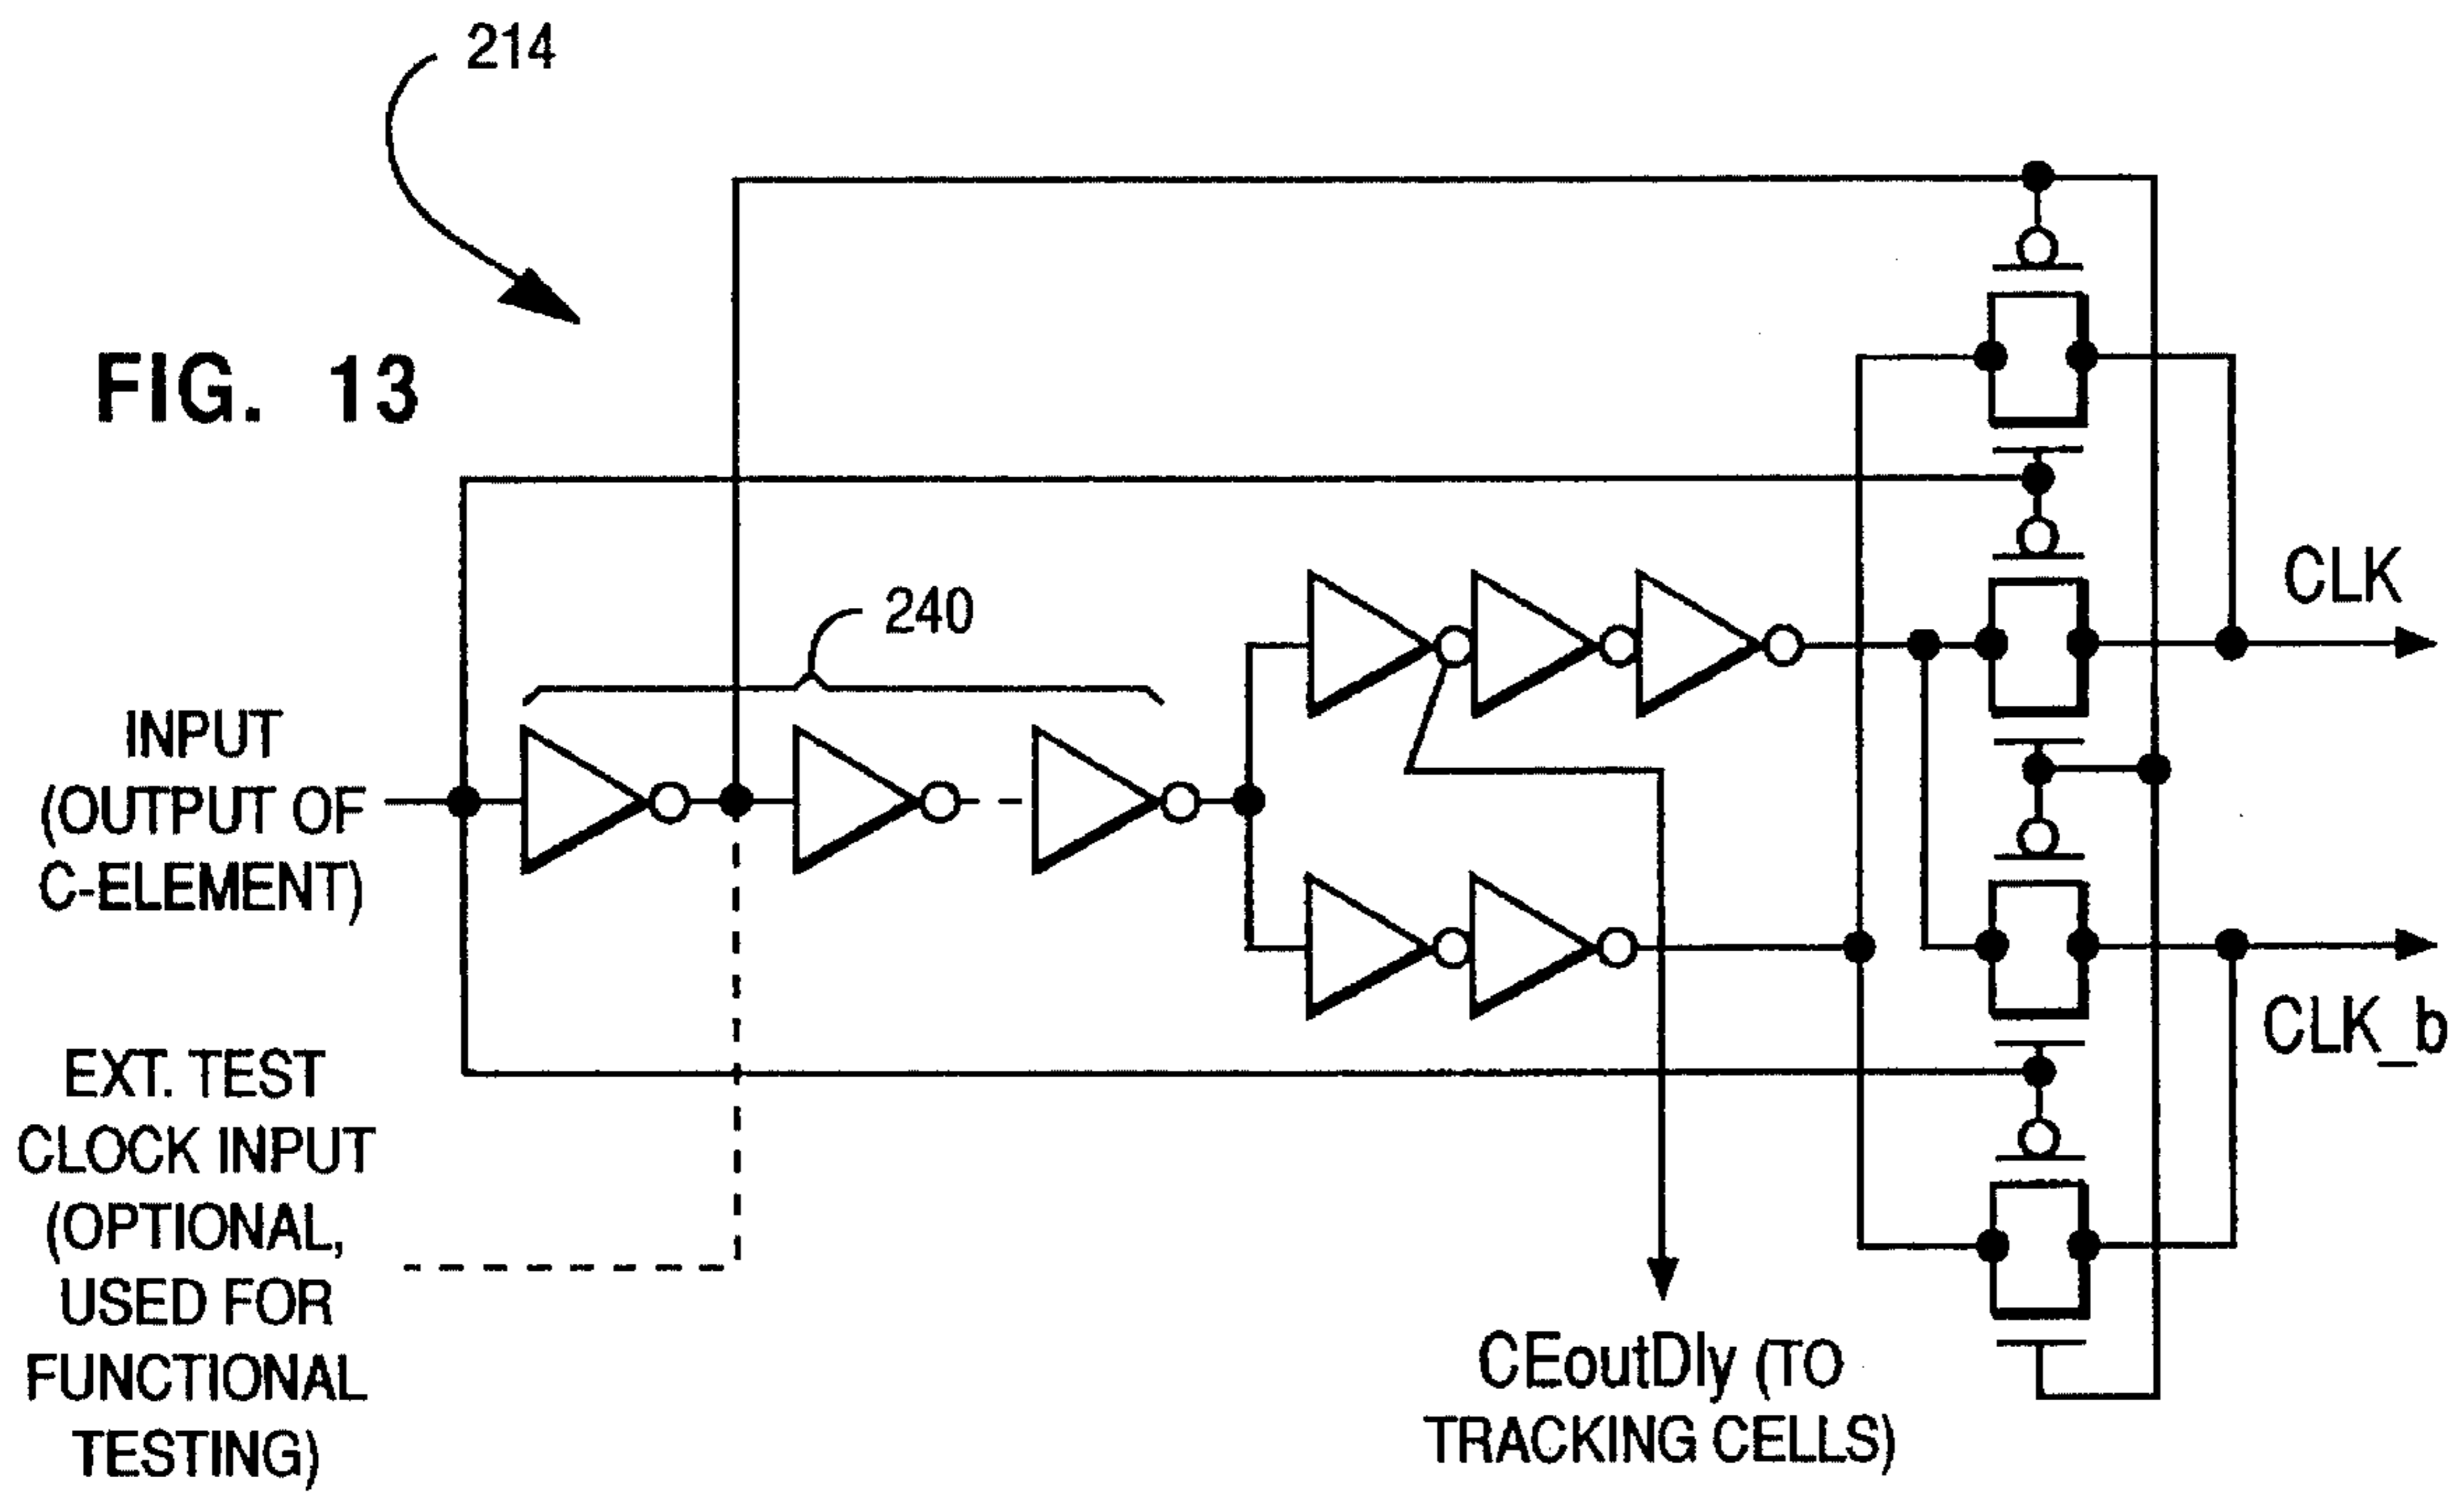 214
FIG. 13
240
CLK
INPUT
(OUTPUT OF
C-ELEMENT)
CLK_b
EXT. TEST
CLOCK INPUT
(OPTIONAL,
USED FOR
FUNCTIONAL
TESTING)
CEoutDly (TO
TRACKING CELLS)